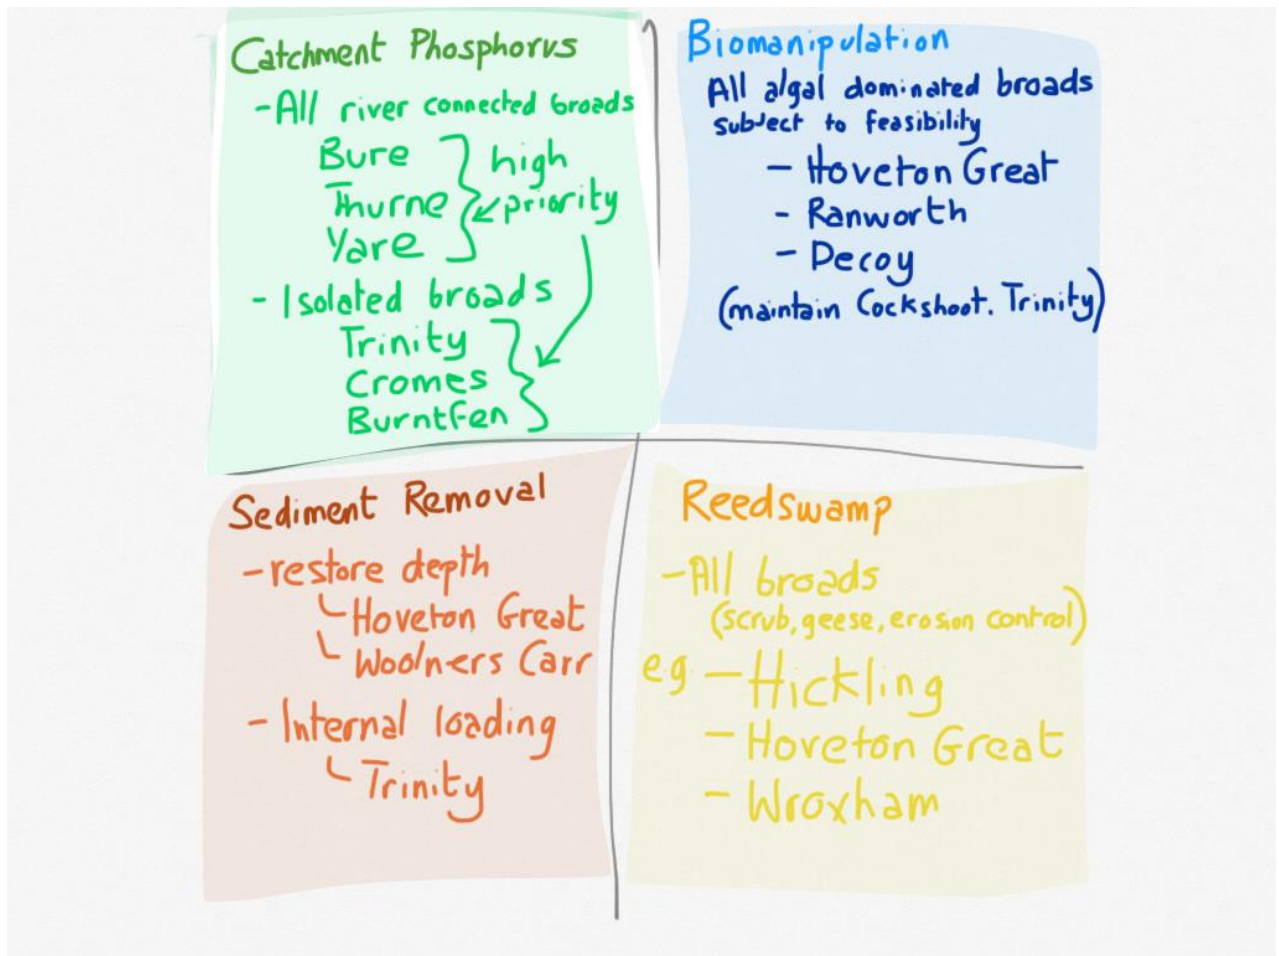 Catchment Phosphorus
- All river connected broads
Bure
Thurne
Yare
high
priority
- Isolated broads
Trinity
Cromes
Burntfen
Biomanipulation
All algal dominated broads
subject to feasibility
- Hoveton Great
- Ranworth
- Decoy
(maintain Cockshoot. Trinity)
Sediment Removal
- restore depth
Hoveton Great
Woolners Carr
- Internal loading
Trinity
Reedswamp
- All broads
(scrub, geese, erosion control)
e.g - Hickling
- Hoveton Great
- Wroxham